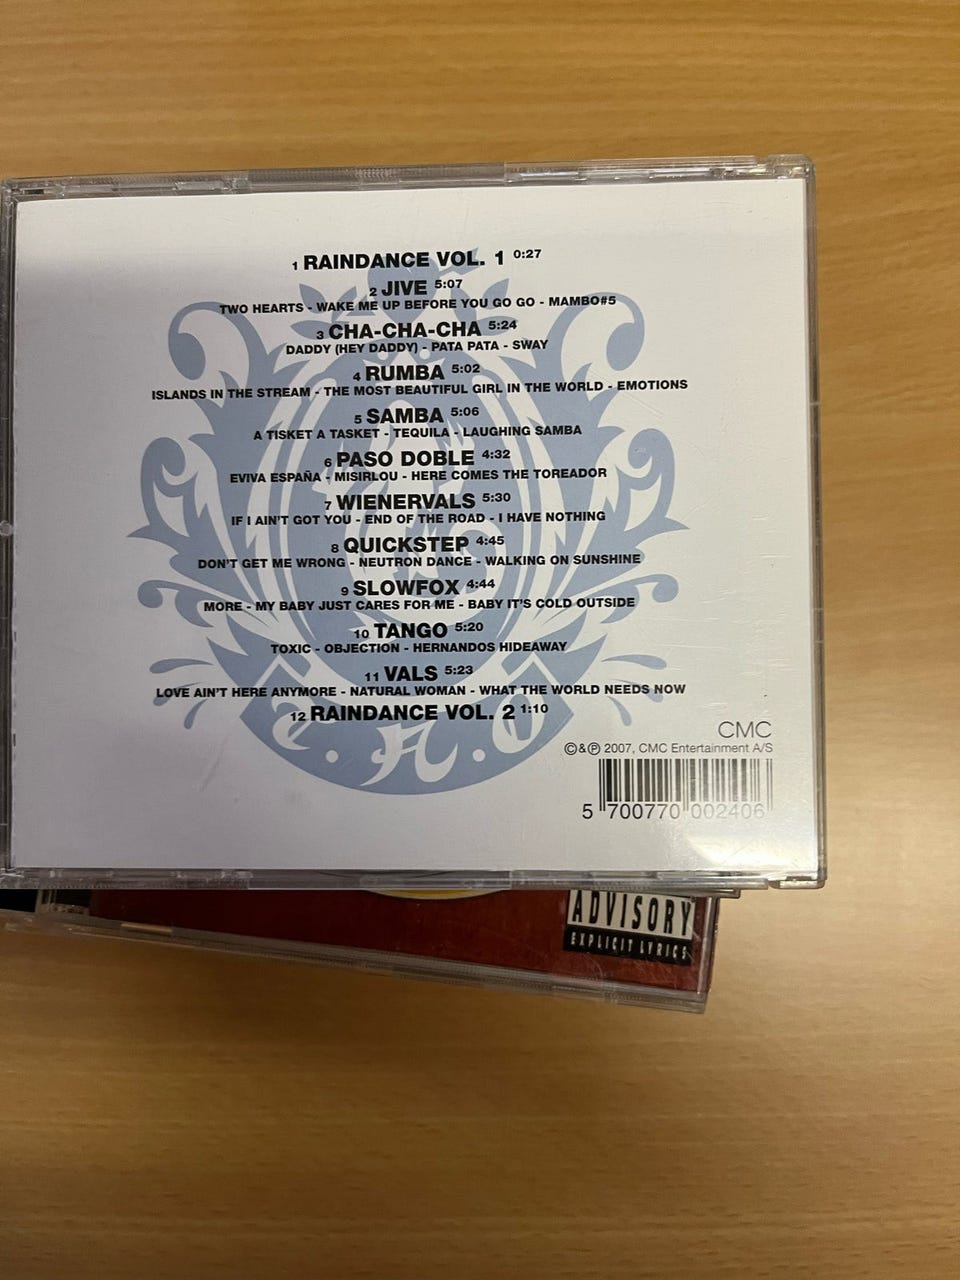 1 RAINDANCE VOL. 1 0:27
2 JIVE 5:07
TWO HEARTS - WAKE ME UP BEFORE YOU GO GO - MAMBO#5
3 CHA-CHA-CHA 5:24
DADDY (HEY DADDY) - PATA PATA - SWAY
4 RUMBA 5:02
ISLANDS IN THE STREAM - THE MOST BEAUTIFUL GIRL IN THE WORLD - EMOTIONS
5 SAMBA 5:06
A TISKET A TASKET - TEQUILA - LAUGHING SAMBA
6 PASO DOBLE 4:32
EVIVA ESPAÑA - MISIRLOU - HERE COMES THE TOREADOR
7 WIENERVALS 5:30
IF I AIN'T GOT YOU - END OF THE ROAD - I HAVE NOTHING
8 QUICKSTEP 4:45
DON'T GET ME WRONG - NEUTRON DANCE - WALKING ON SUNSHINE
9 SLOWFOX 4:44
MORE - MY BABY JUST CARES FOR ME - BABY IT'S COLD OUTSIDE
10 TANGO 5:20
TOXIC - OBJECTION - HERNANDOS HIDEAWAY
11 VALS 5:23
LOVE AIN'T HERE ANYMORE - NATURAL WOMAN - WHAT THE WORLD NEEDS NOW
12 RAINDANCE VOL. 2 1:10
CMC
©&℗ 2007, CMC Entertainment A/S
5 700770 002406
ADVISORY
EXPLICIT LYRICS